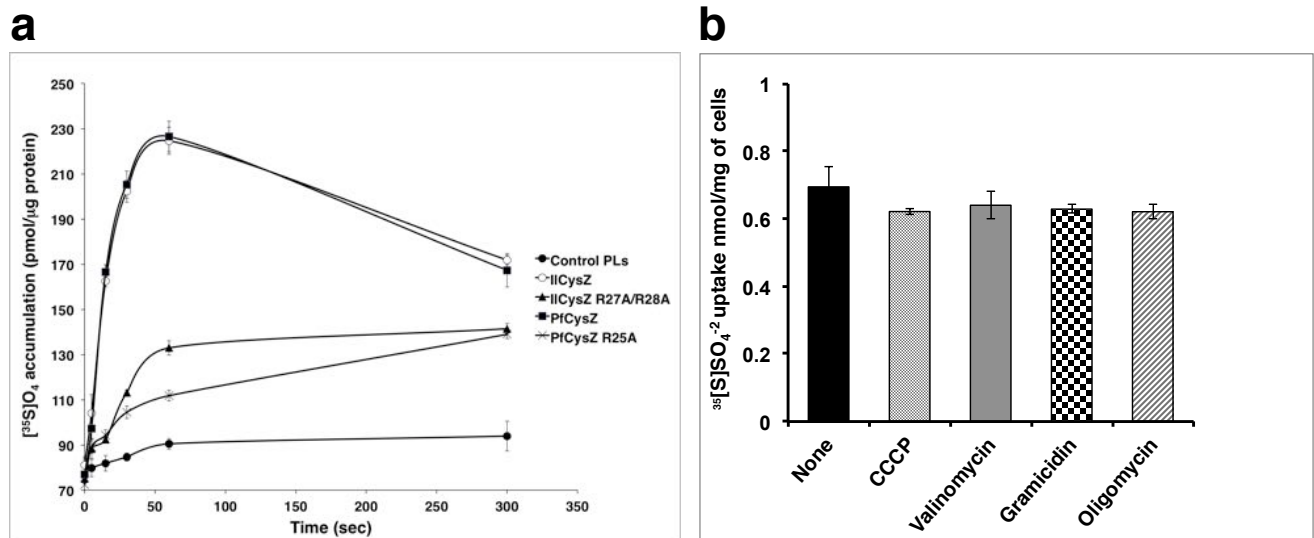 a
b
[³⁵S]O₄ accumulation (pmol/µg protein)
250
230
210
190
170
150
130
110
90
70
0
50
100
150
200
250
300
350
Time (sec)
Control PLs
IlCysZ
IlCysZ R27A/R28A
PfCysZ
PfCysZ R25A
³⁵[S]SO₄⁻² uptake nmol/mg of cells
1
0.8
0.6
0.4
0.2
0
None
CCCP
Valinomycin
Gramicidin
Oligomycin